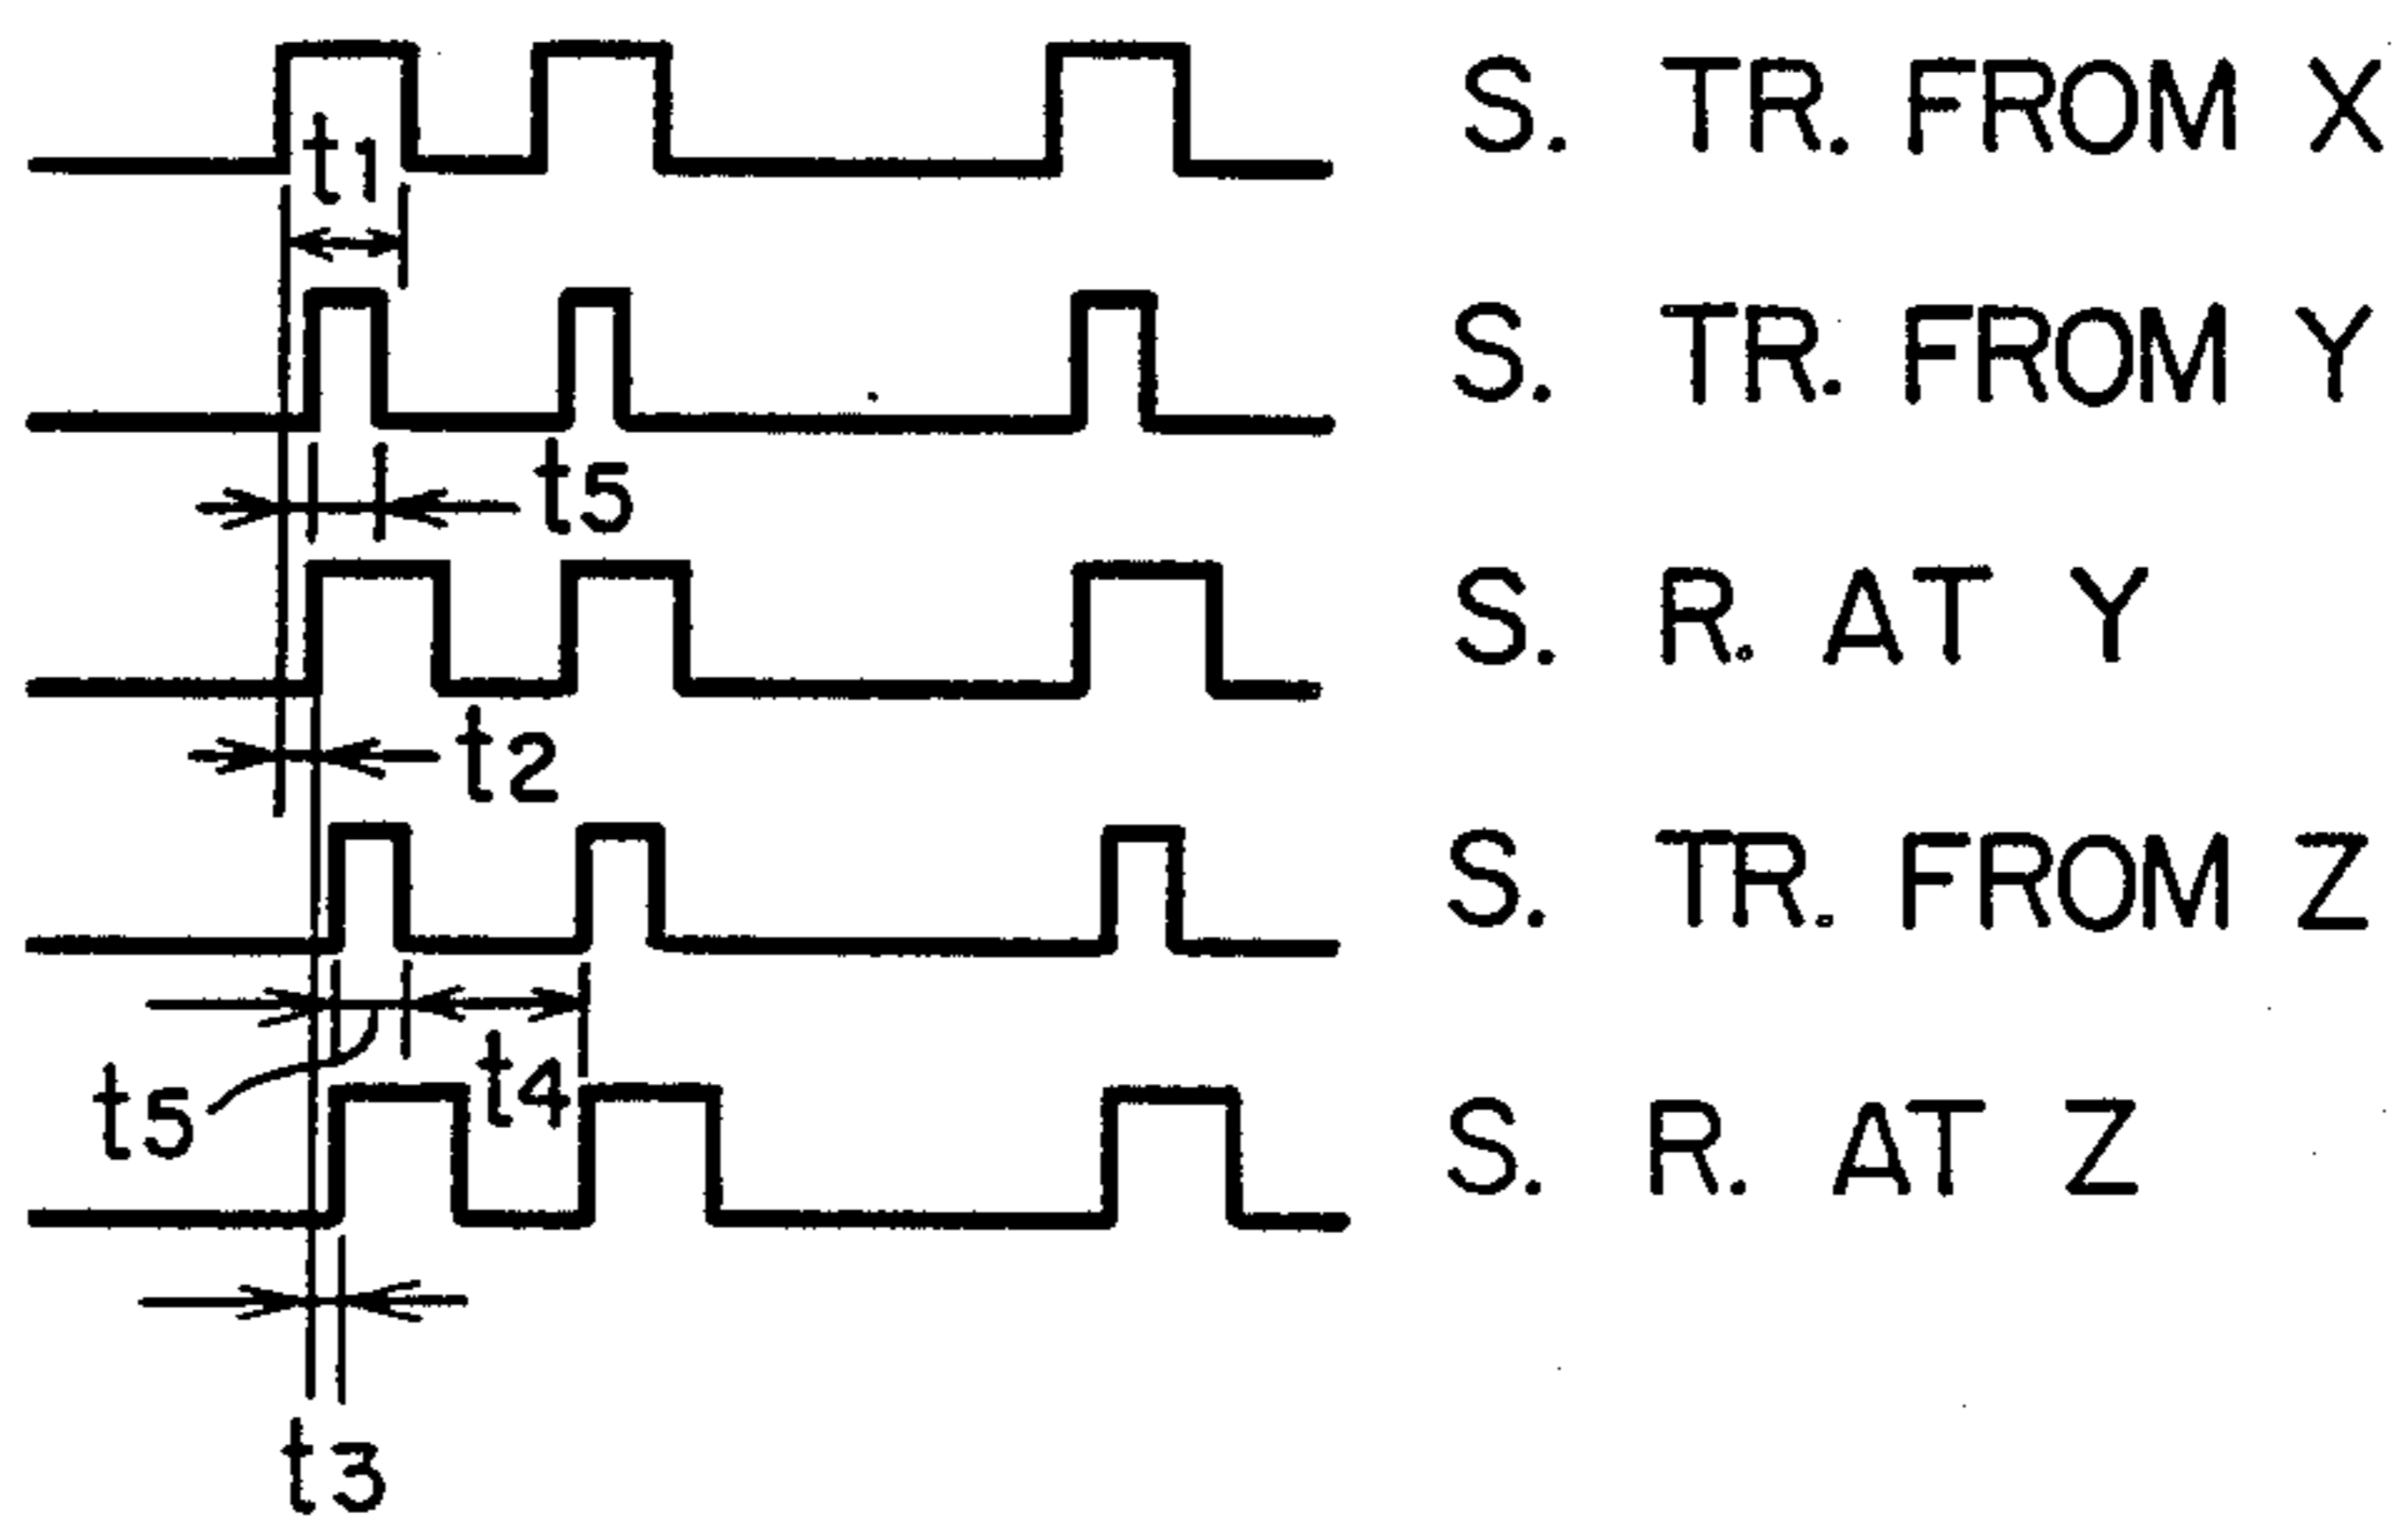 S. TR. FROM X
t1
S. TR. FROM Y
t5
S. R. AT Y
t2
S. TR. FROM Z
t5
t4
S. R. AT Z
t3